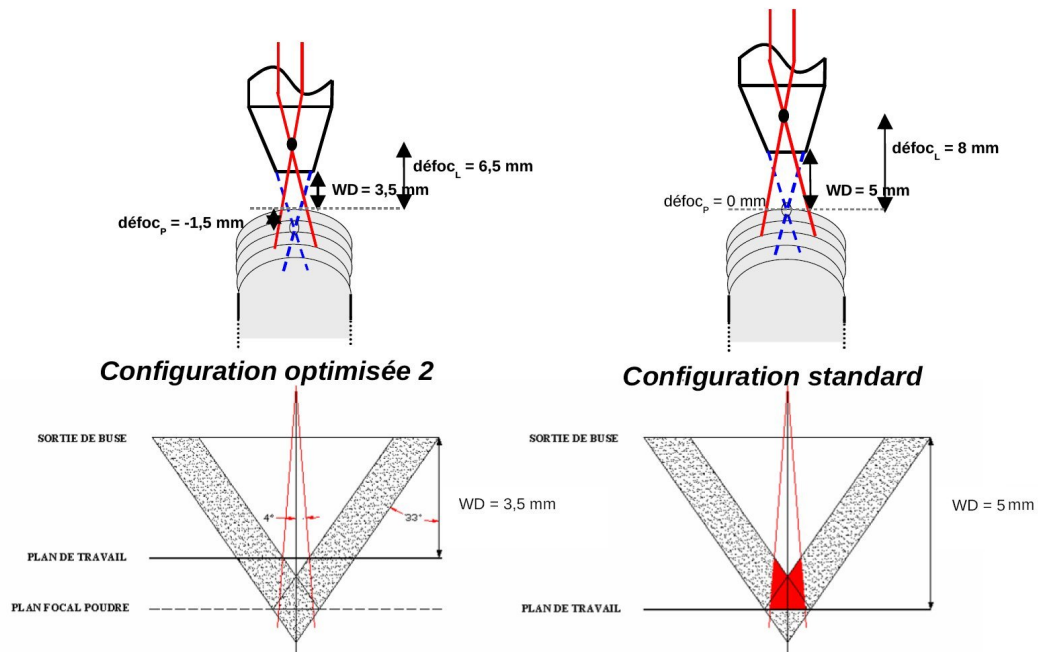 défoc_L = 6,5 mm
WD = 3,5 mm
défoc_P = -1,5 mm
défoc_L = 8 mm
WD = 5 mm
défoc_P = 0 mm
Configuration optimisée 2
Configuration standard
SORTIE DE BUSE
WD = 3,5 mm
4°
33°
PLAN DE TRAVAIL
PLAN FOCAL POUDRE
SORTIE DE BUSE
WD = 5 mm
PLAN DE TRAVAIL